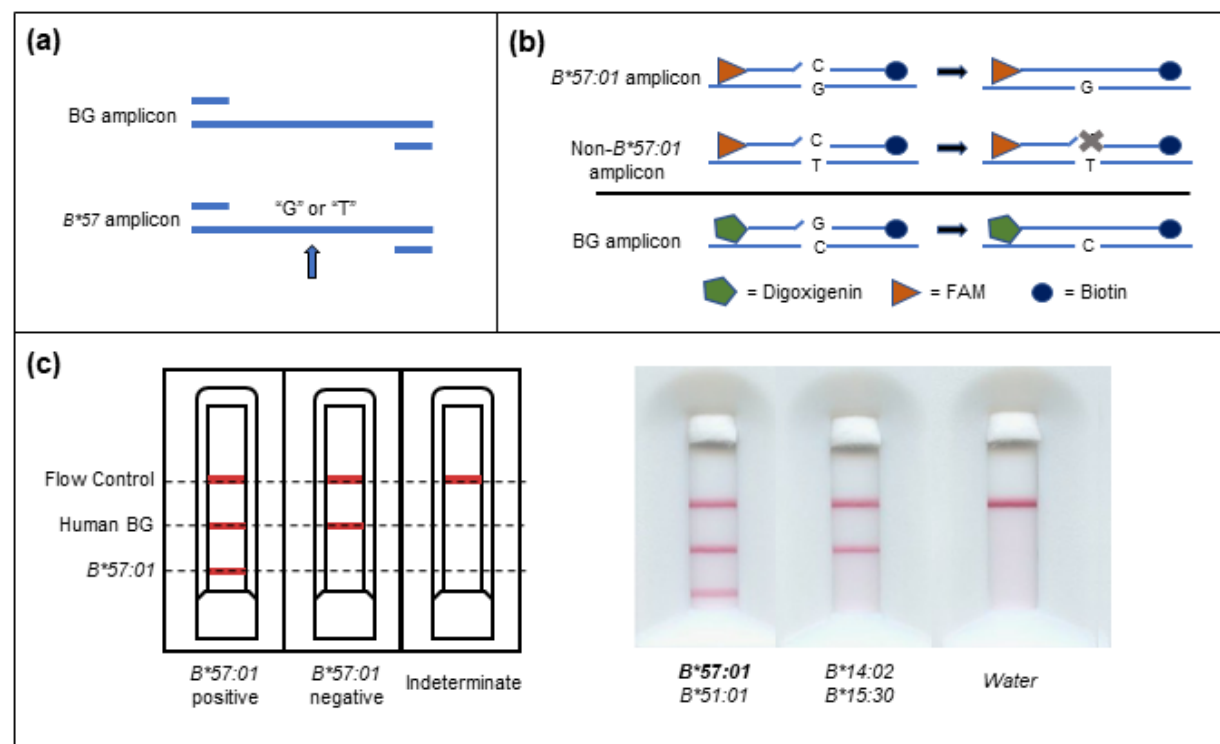 (a)
BG amplicon
B*57 amplicon
"G" or "T"
(b)
B*57:01 amplicon
C
G
G
Non-B*57:01
amplicon
C
T
T
BG amplicon
G
C
C
= Digoxigenin
= FAM
= Biotin
(c)
Flow Control
Human BG
B*57:01
B*57:01
positive
B*57:01
negative
Indeterminate
B*57:01
B*51:01
B*14:02
B*15:30
Water